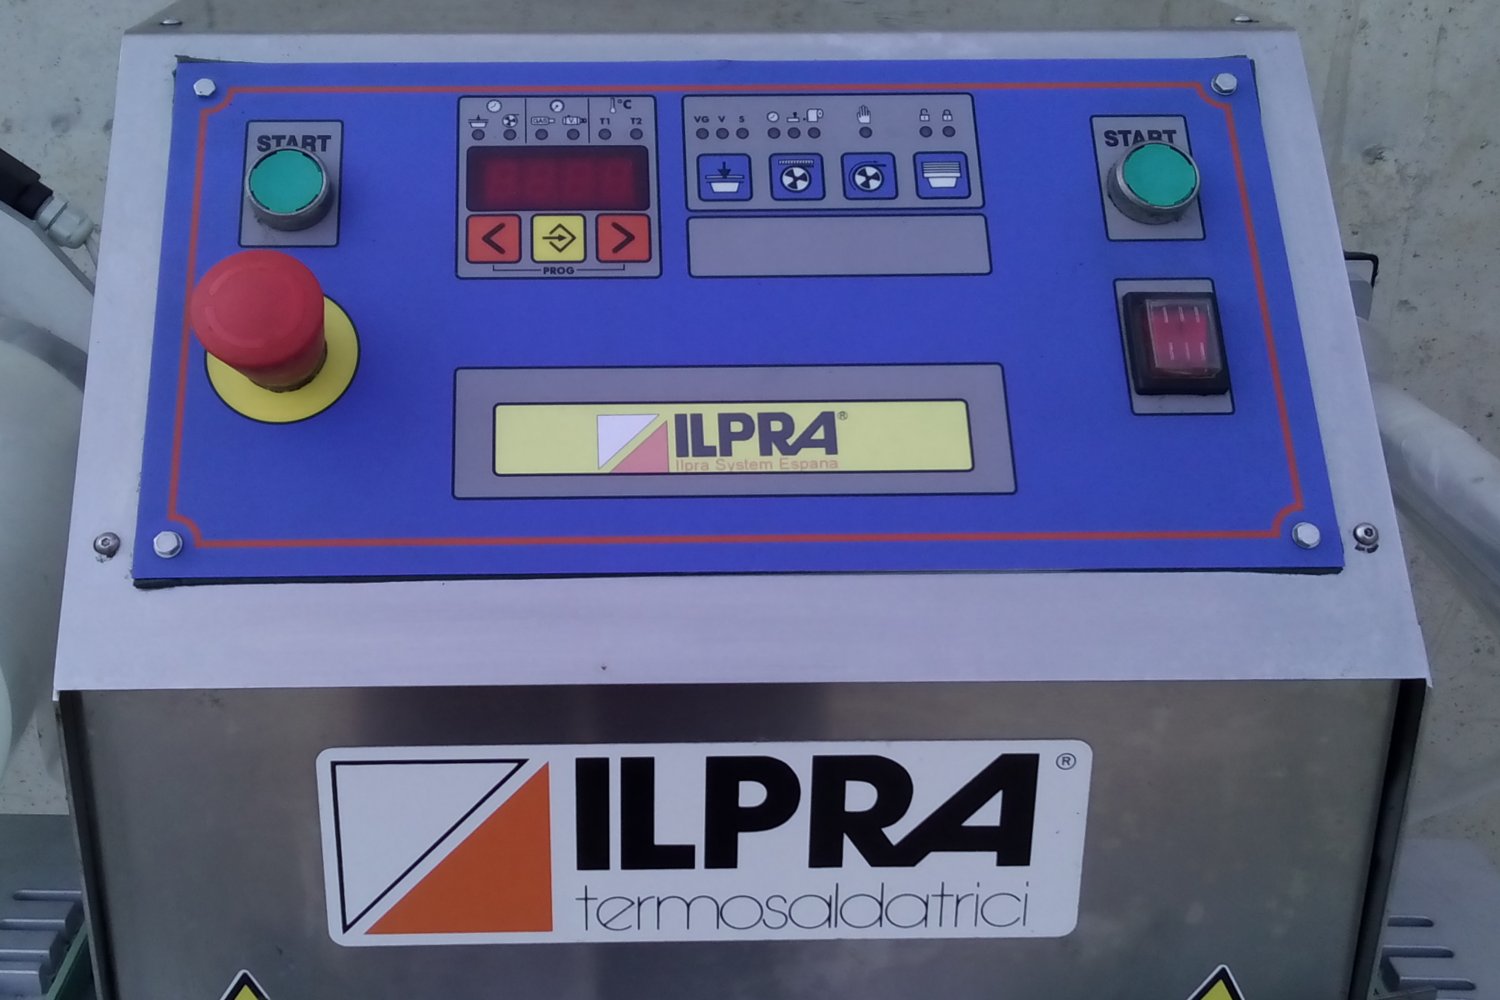 START
°C
GAS
V
T1
T2
PROG
VG V S
START
ILPRA®
Ilpra System Espana
ILPRA®
termosaldatrici